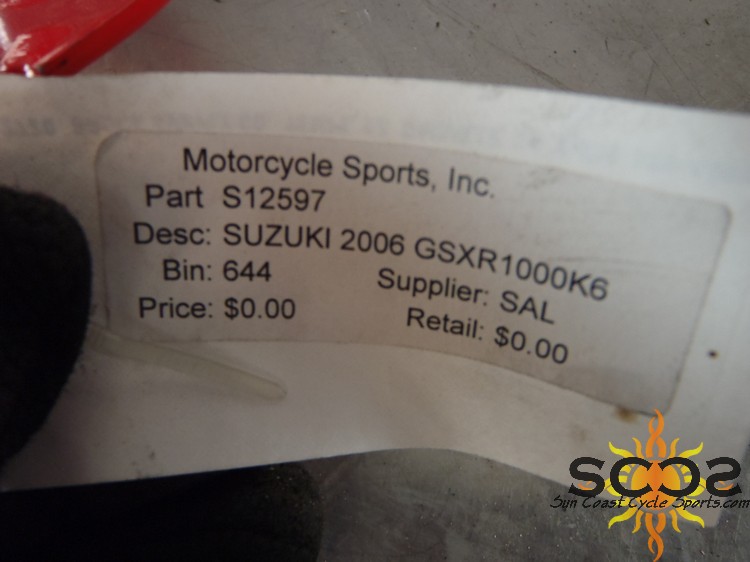 Motorcycle Sports, Inc.
Part S12597
Desc: SUZUKI 2006 GSXR1000K6
Bin: 644 Supplier: SAL
Price: $0.00 Retail: $0.00
SCCS
Sun Coast Cycle Sports.com